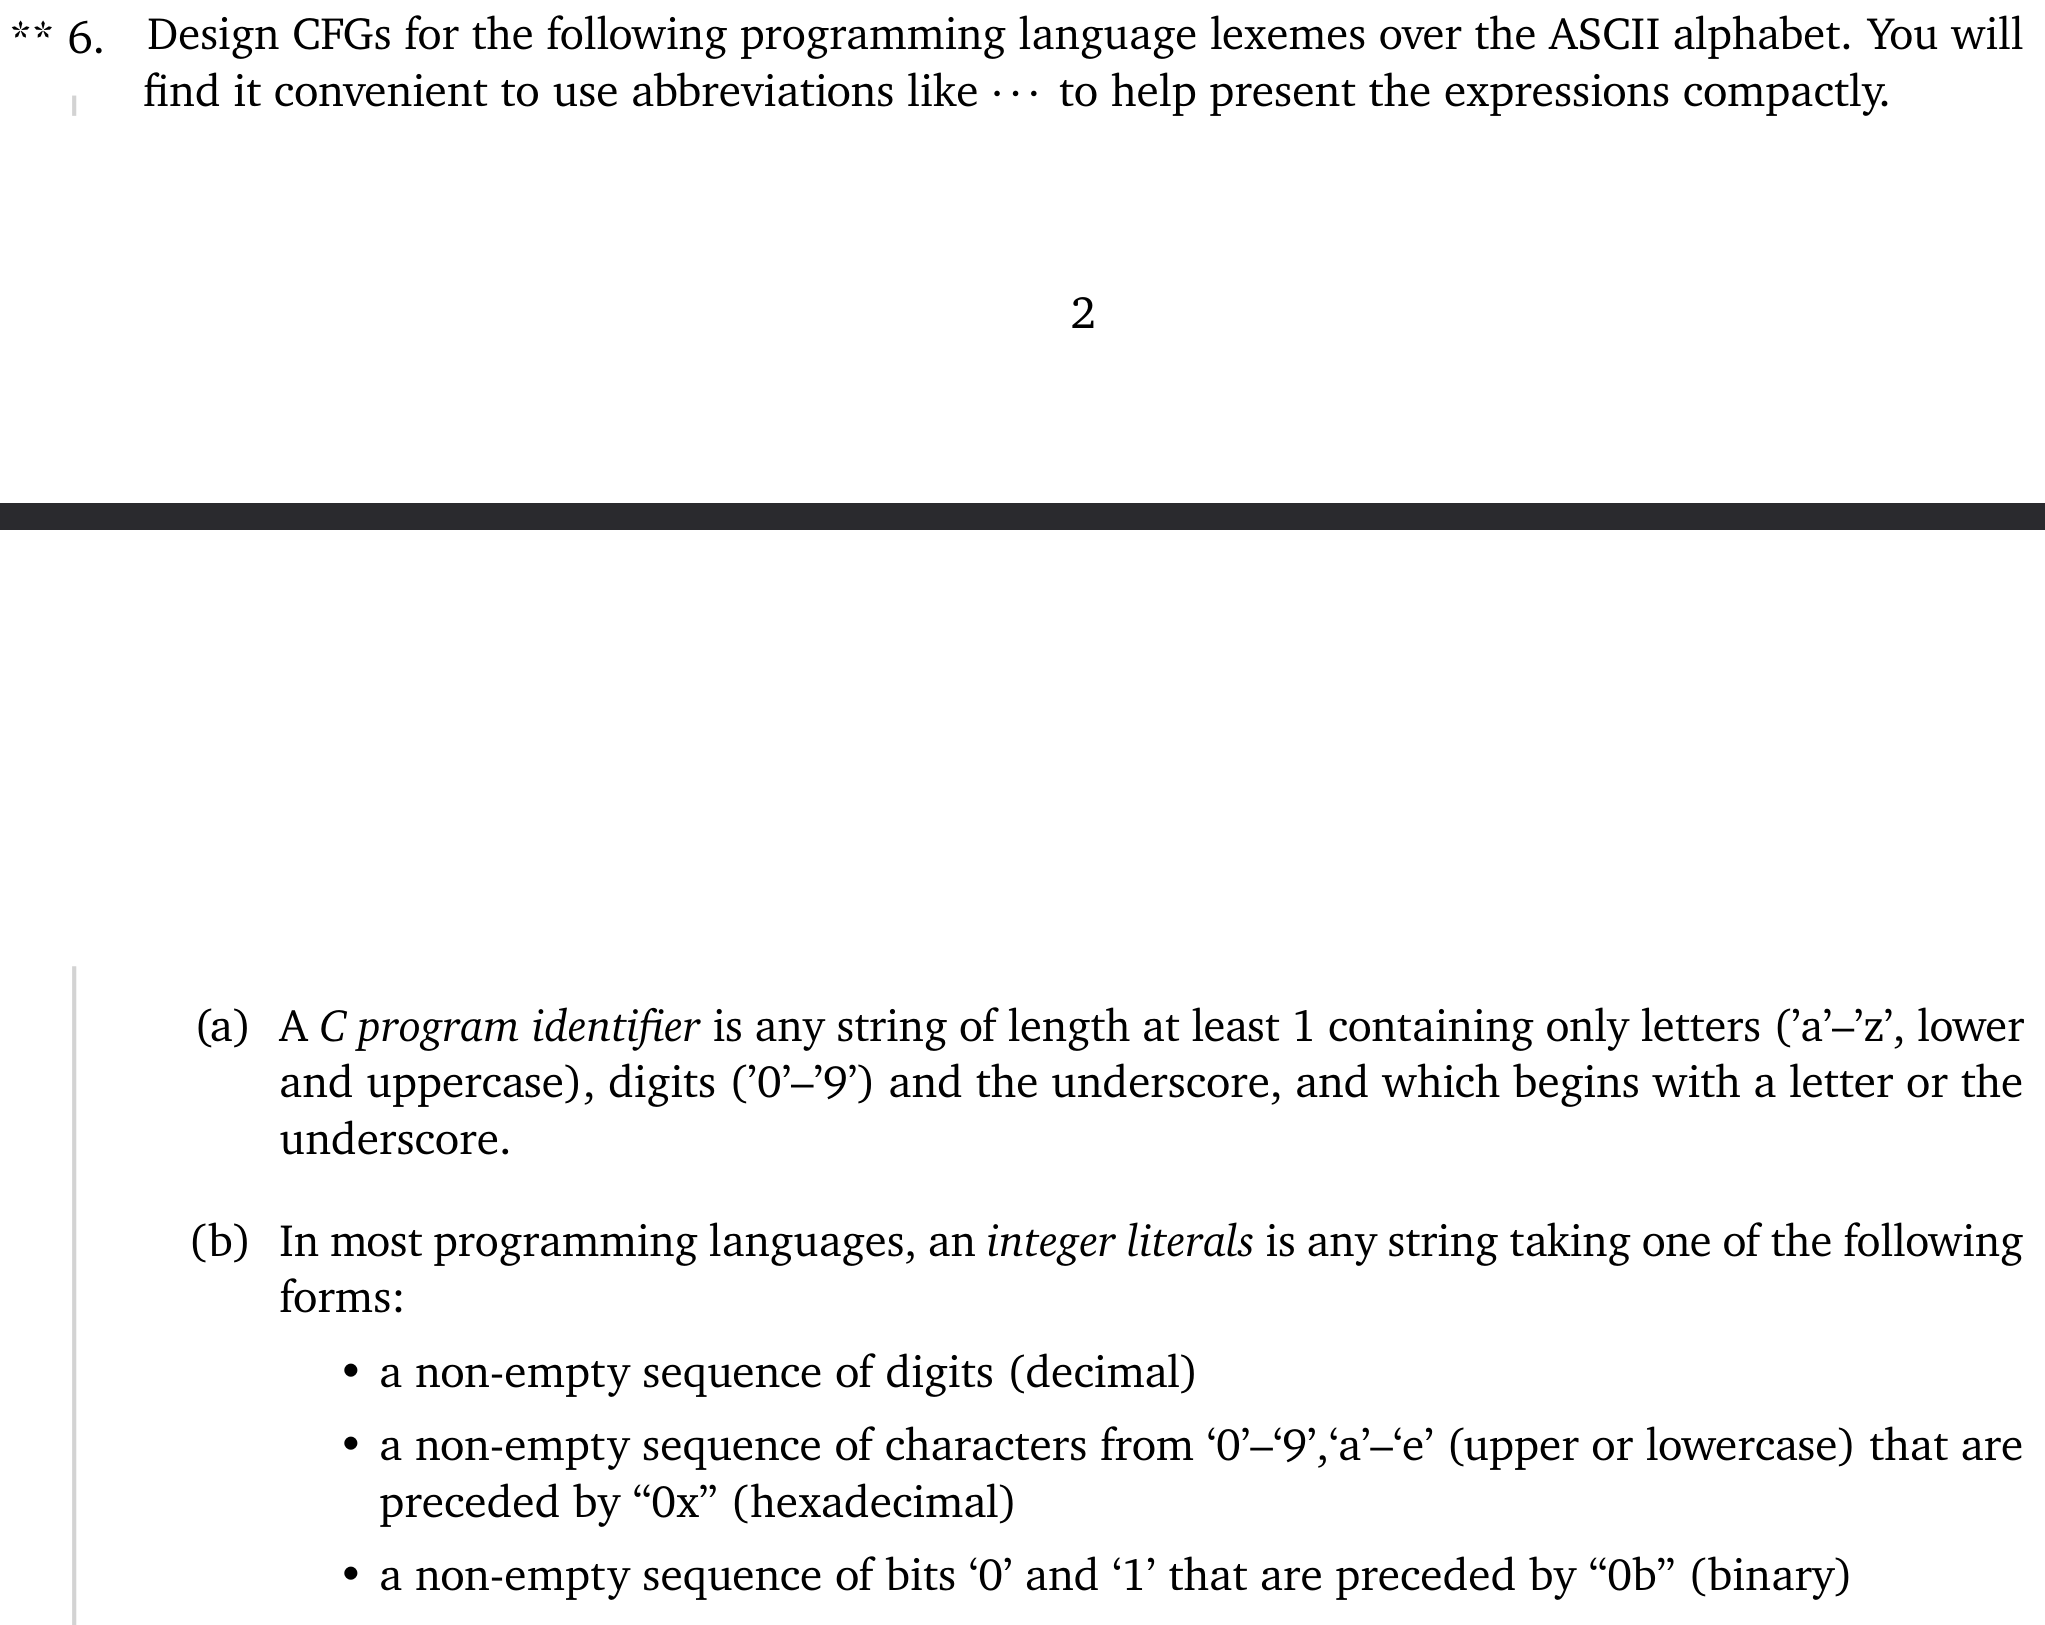 ** 6. Design CFGs for the following programming language lexemes over the ASCII alphabet. You will
find it convenient to use abbreviations like ··· to help present the expressions compactly.
2
(a) A C program identifier is any string of length at least 1 containing only letters (’a’–’z’, lower
and uppercase), digits (’0’–’9’) and the underscore, and which begins with a letter or the
underscore.
(b) In most programming languages, an integer literals is any string taking one of the following
forms:
• a non-empty sequence of digits (decimal)
• a non-empty sequence of characters from ‘0’–‘9’,‘a’–‘e’ (upper or lowercase) that are
preceded by “0x” (hexadecimal)
• a non-empty sequence of bits ‘0’ and ‘1’ that are preceded by “0b” (binary)